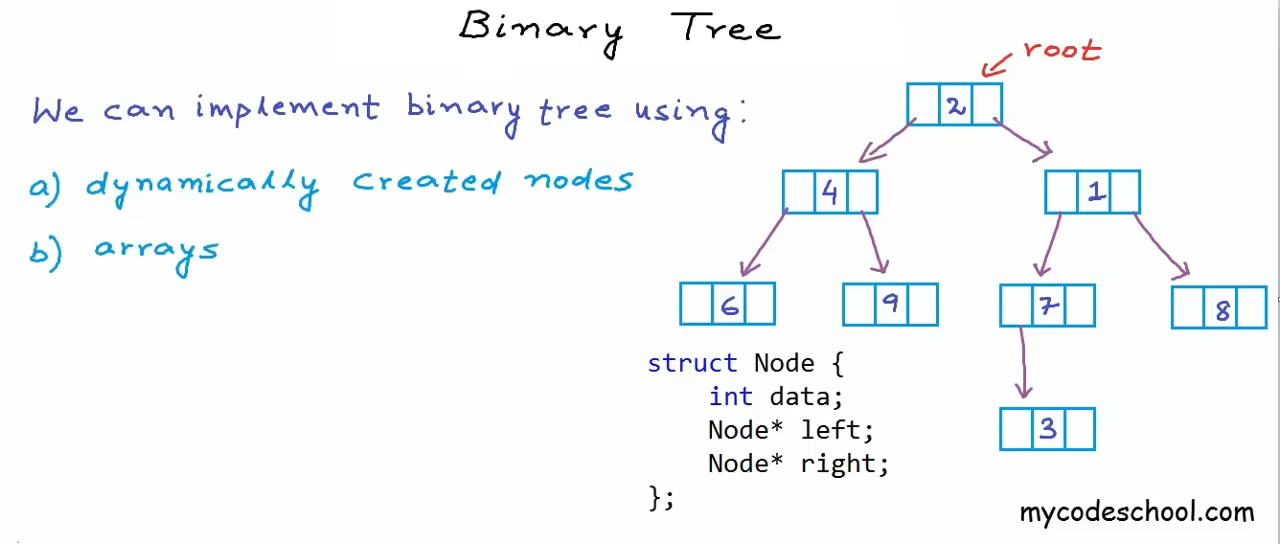 Binary Tree
root
We can implement binary tree using:
a) dynamically created nodes
b) arrays
2
4
1
6
9
7
8
3
struct Node {
    int data;
    Node* left;
    Node* right;
};
mycodeschool.com